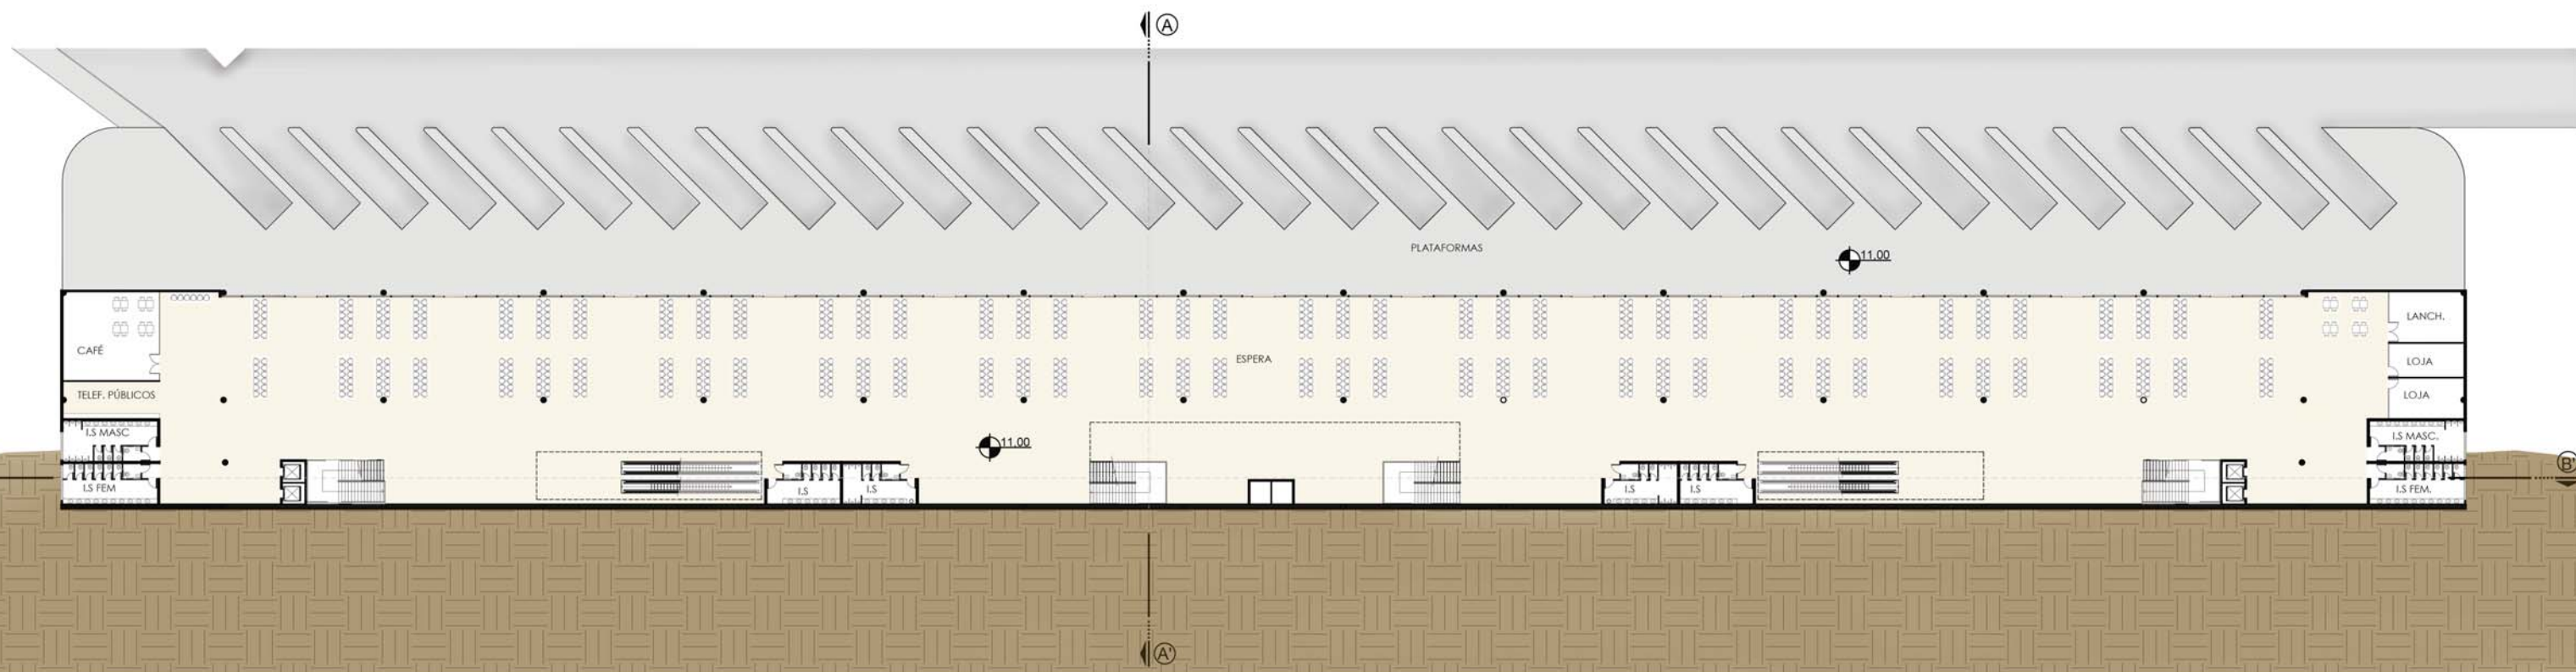 A
PLATAFORMAS
11.00
CAFÉ
ESPERA
LANCH.
LOJA
TELEF. PÚBLICOS
LOJA
I.S MASC
11.00
I.S MASC.
I.S FEM
I.S
I.S
I.S
I.S
I.S FEM.
B'
A'